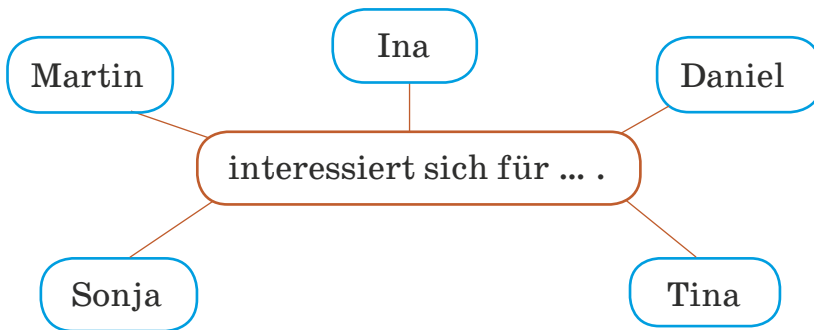 Ina
Martin
Daniel
interessiert sich für ... .
Sonja
Tina